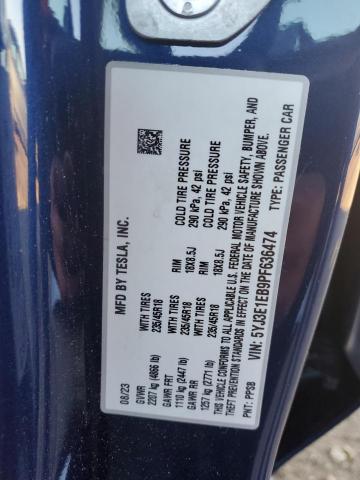 MFD BY TESLA, INC.
08/23
GVWR
2207 kg (4866 lb)
GAWR FRT WITH TIRES RIM COLD TIRE PRESSURE
1110 kg (2447 lb) 235/45R18 18X8.5J 290 kPa, 42 psi
GAWR RR WITH TIRES RIM COLD TIRE PRESSURE
1257 kg (2771 lb) 235/45R18 18X8.5J 290 kPa, 42 psi
THIS VEHICLE CONFORMS TO ALL APPLICABLE U.S. FEDERAL MOTOR VEHICLE SAFETY, BUMPER, AND
THEFT PREVENTION STANDARDS IN EFFECT ON THE DATE OF MANUFACTURE SHOWN ABOVE.
VIN: 5YJ3E1EB9PF636474
PNT: PPSB TYPE: PASSENGER CAR